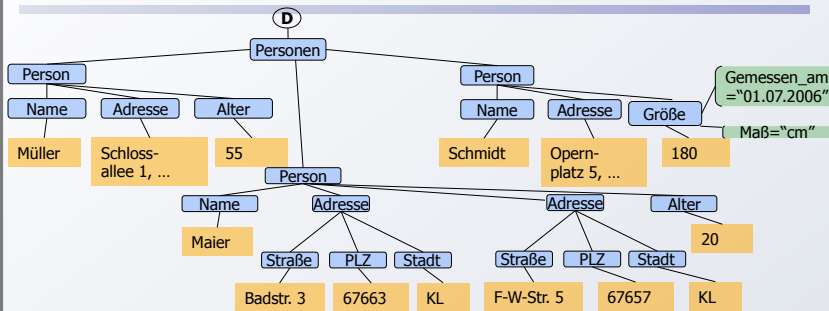 D
Personen
Person
Person
Gemessen_am
="01.07.2006"
Name
Adresse
Alter
Name
Adresse
Größe
Maß="cm"
Müller
Schloss-
allee 1, ...
55
Schmidt
Opern-
platz 5, ...
180
Person
Name
Adresse
Adresse
Alter
Maier
20
Straße
PLZ
Stadt
Straße
PLZ
Stadt
Badstr. 3
67663
KL
F-W-Str. 5
67657
KL